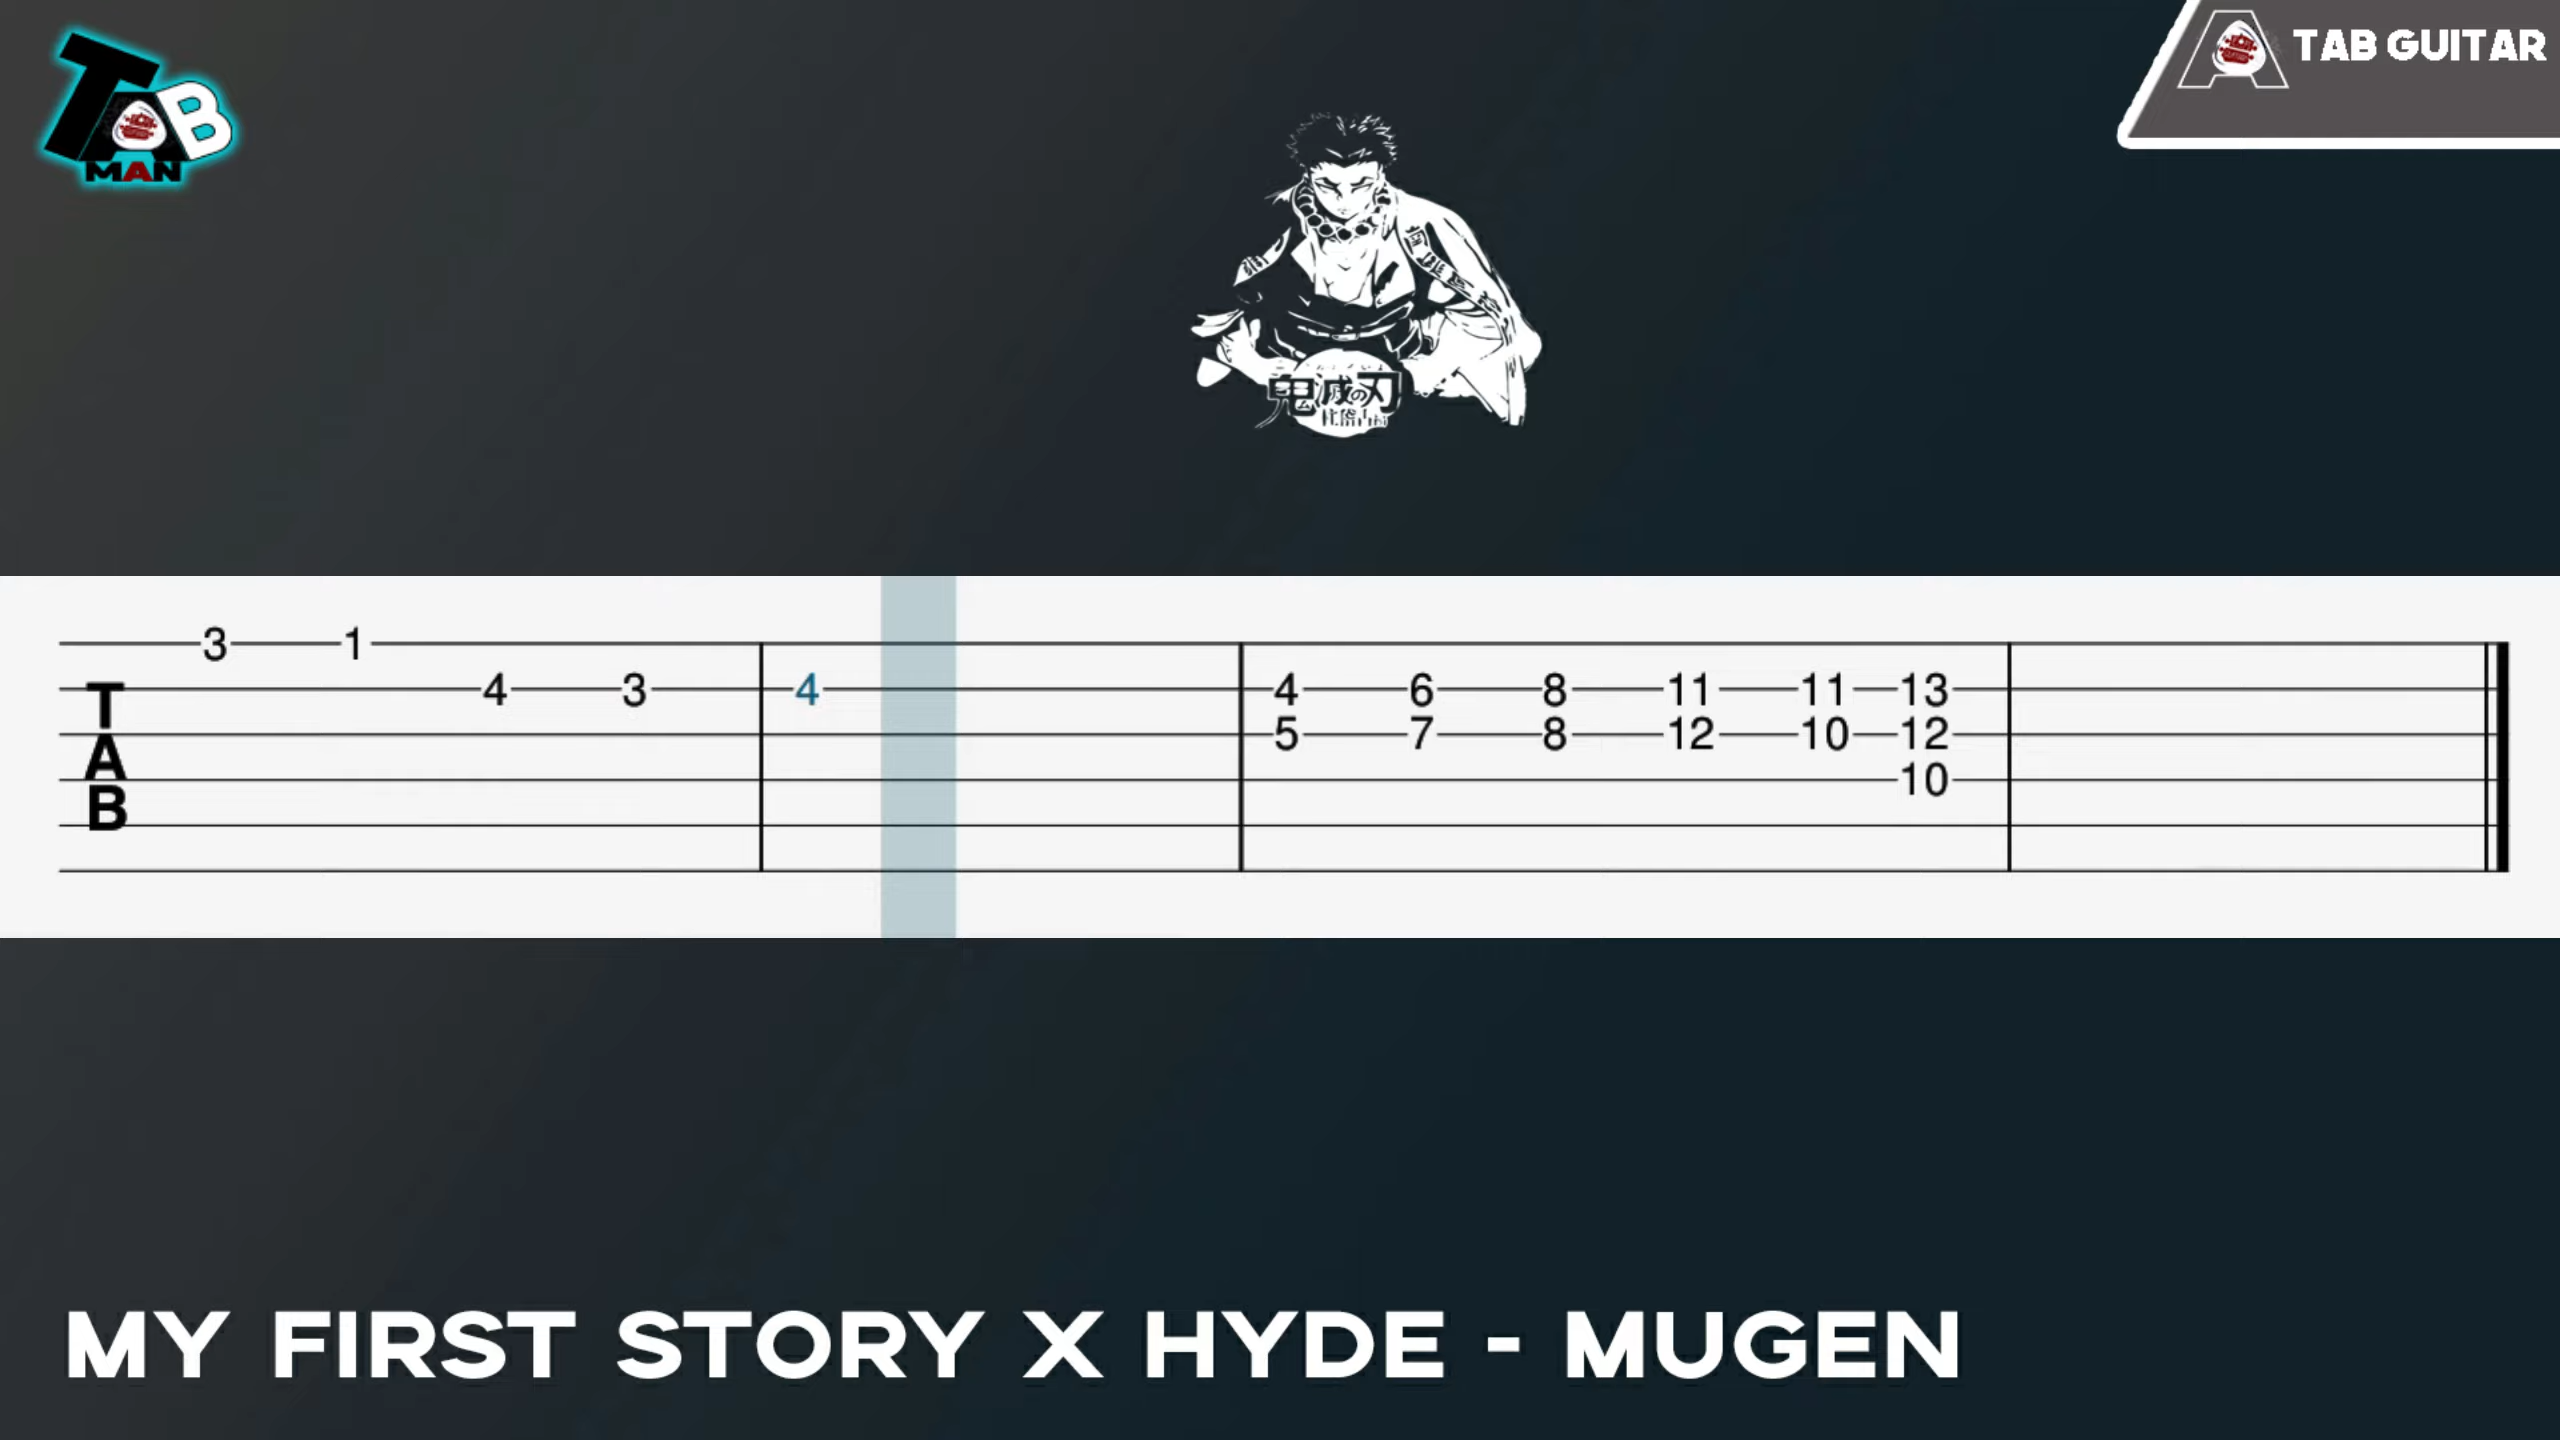 TAB
MAN
TAB GUITAR
鬼滅の刃
3 1
4 3 4 4 6 8 11 11 13
5 7 8 12 10 12
10
TAB
MY FIRST STORY X HYDE - MUGEN